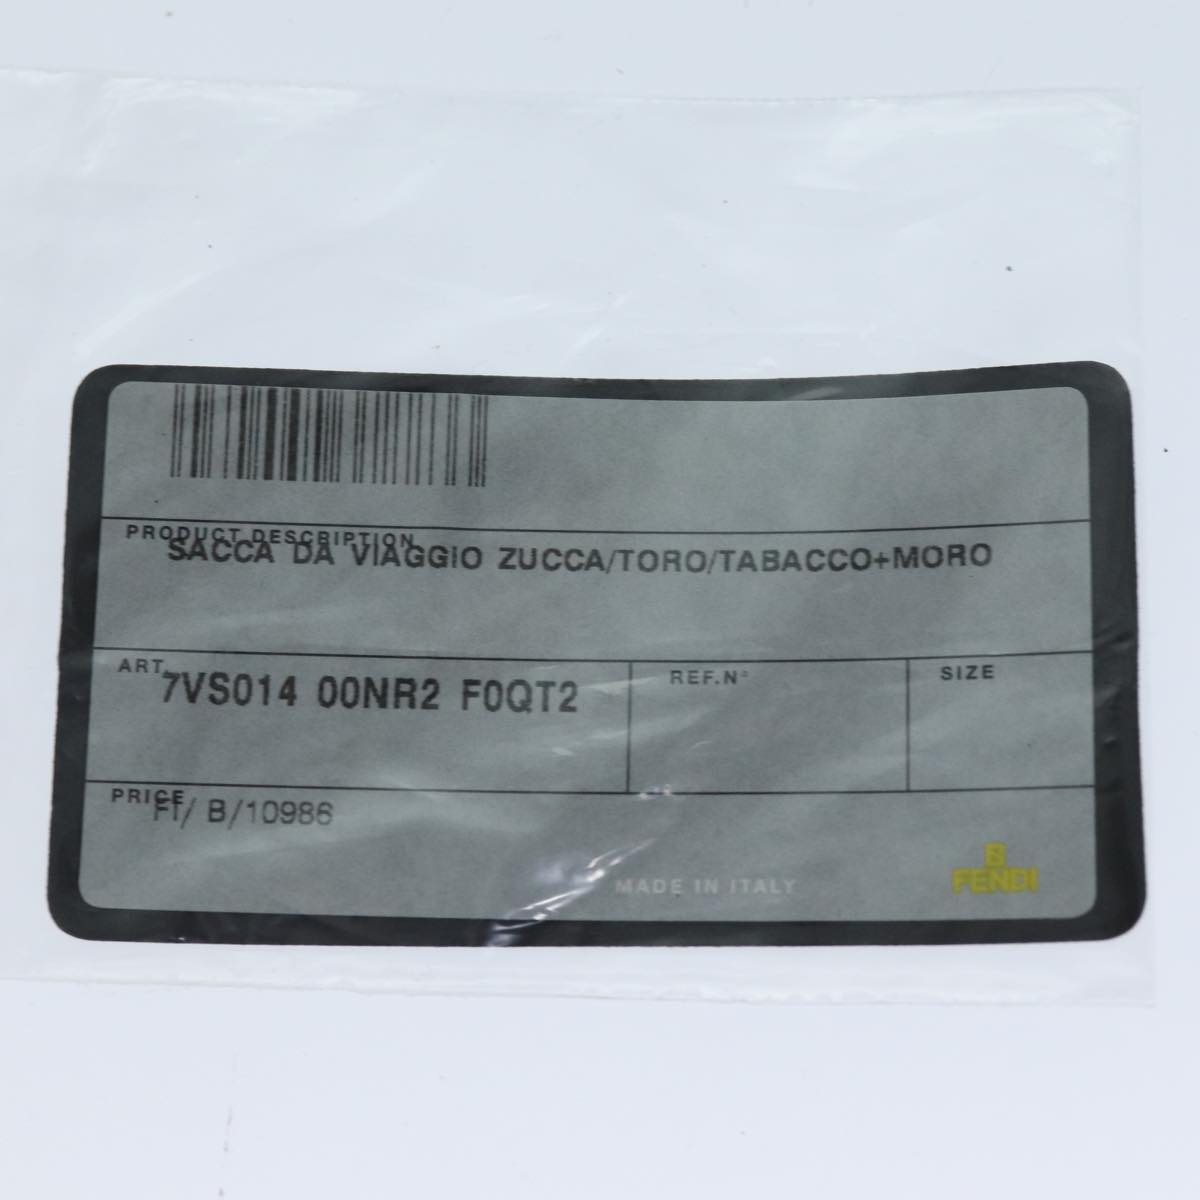 PRODUCT DESCRIPTION
SACCA DA VIAGGIO ZUCCA/TORO/TABACCO+MORO
ART.
7VS014 00NR2 F0QT2
REF.N°
SIZE
PRICE
FI/ B/10986
MADE IN ITALY
FENDI